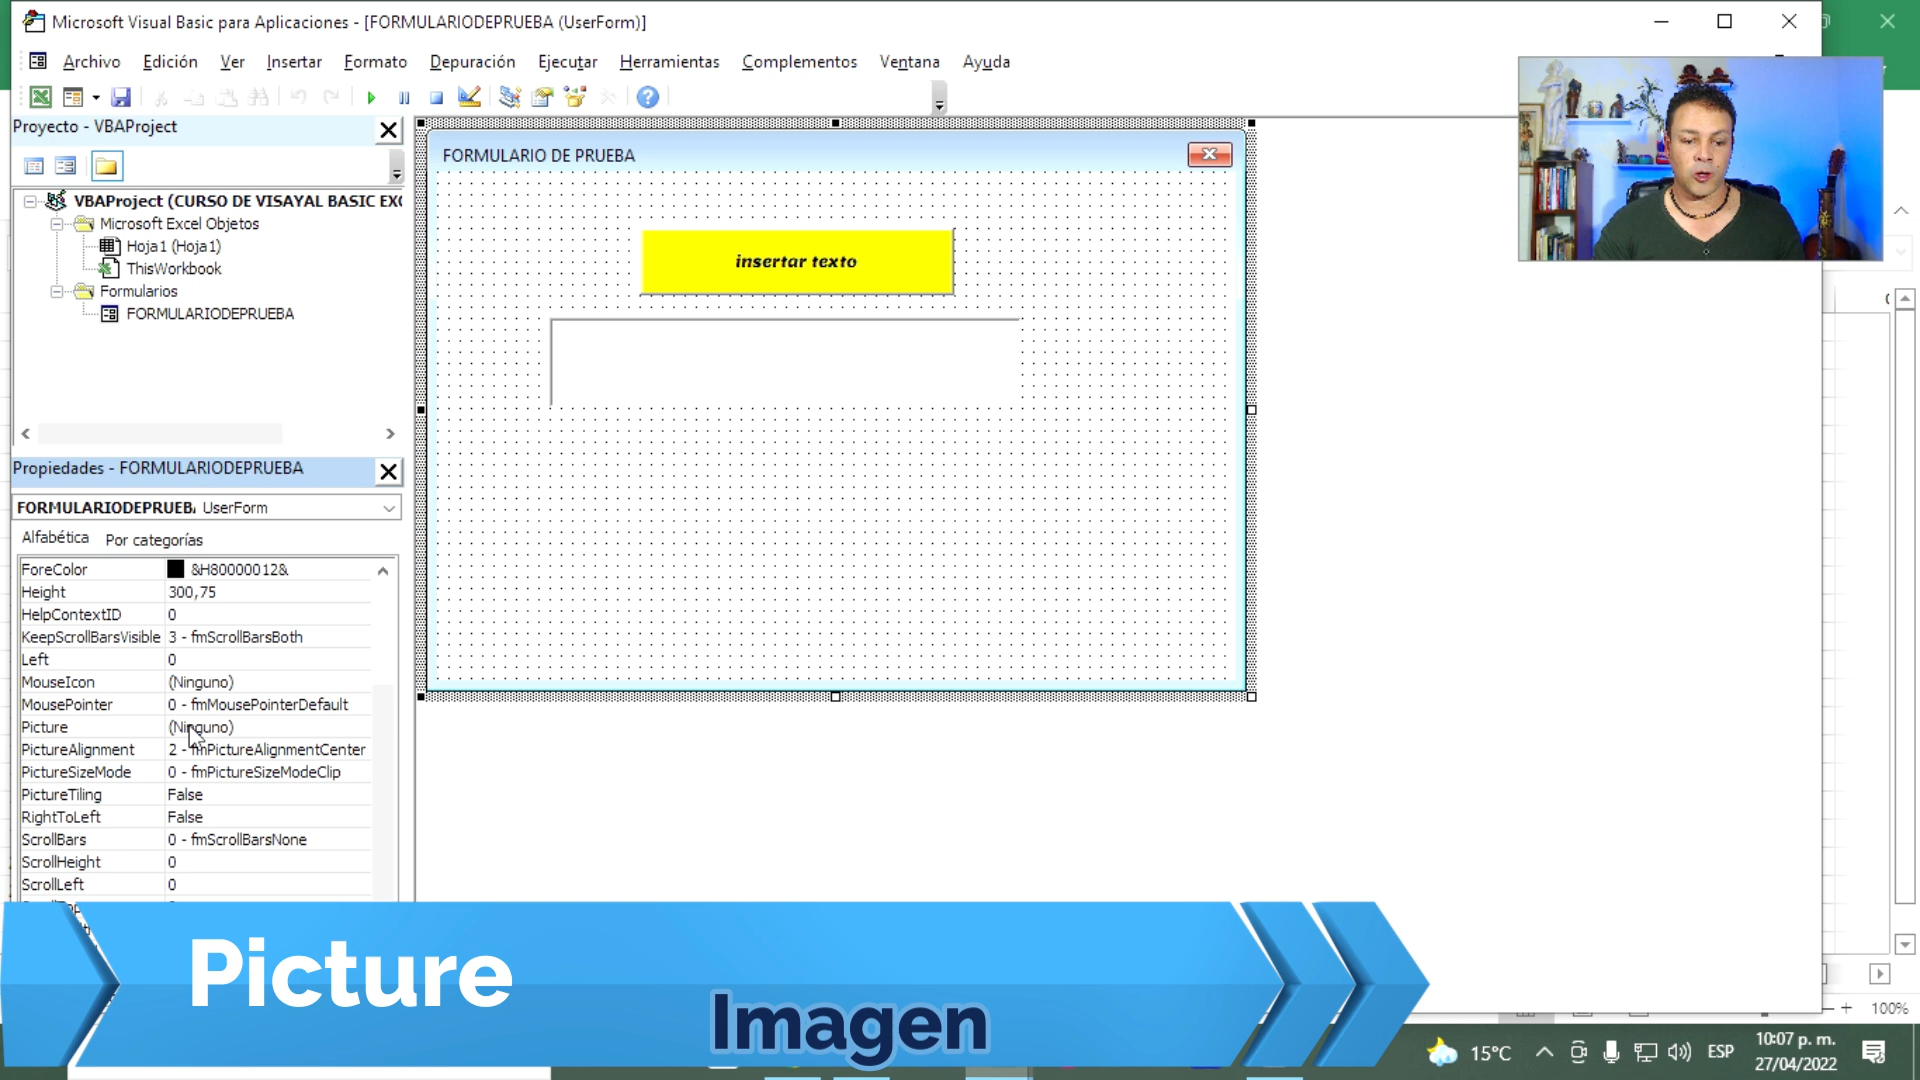 Microsoft Visual Basic para Aplicaciones - [FORMULARIODEPRUEBA (UserForm)]
Archivo Edición Ver Insertar Formato Depuración Ejecutar Herramientas Complementos Ventana Ayuda
Proyecto - VBAProject
VBAProject (CURSO DE VISAYAL BASIC EX
Microsoft Excel Objetos
Hoja1 (Hoja1)
ThisWorkbook
Formularios
FORMULARIODEPRUEBA
Propiedades - FORMULARIODEPRUEBA
FORMULARIODEPRUEB UserForm
Alfabética Por categorías
ForeColor &H80000012&
Height 300,75
HelpContextID 0
KeepScrollBarsVisible 3 - fmScrollBarsBoth
Left 0
MouseIcon (Ninguno)
MousePointer 0 - fmMousePointerDefault
Picture (Ninguno)
PictureAlignment 2 - fmPictureAlignmentCenter
PictureSizeMode 0 - fmPictureSizeModeClip
PictureTiling False
RightToLeft False
ScrollBars 0 - fmScrollBarsNone
ScrollHeight 0
ScrollLeft 0
FORMULARIO DE PRUEBA
insertar texto
Picture
Imagen
100%
15°C ESP 10:07 p. m.
27/04/2022